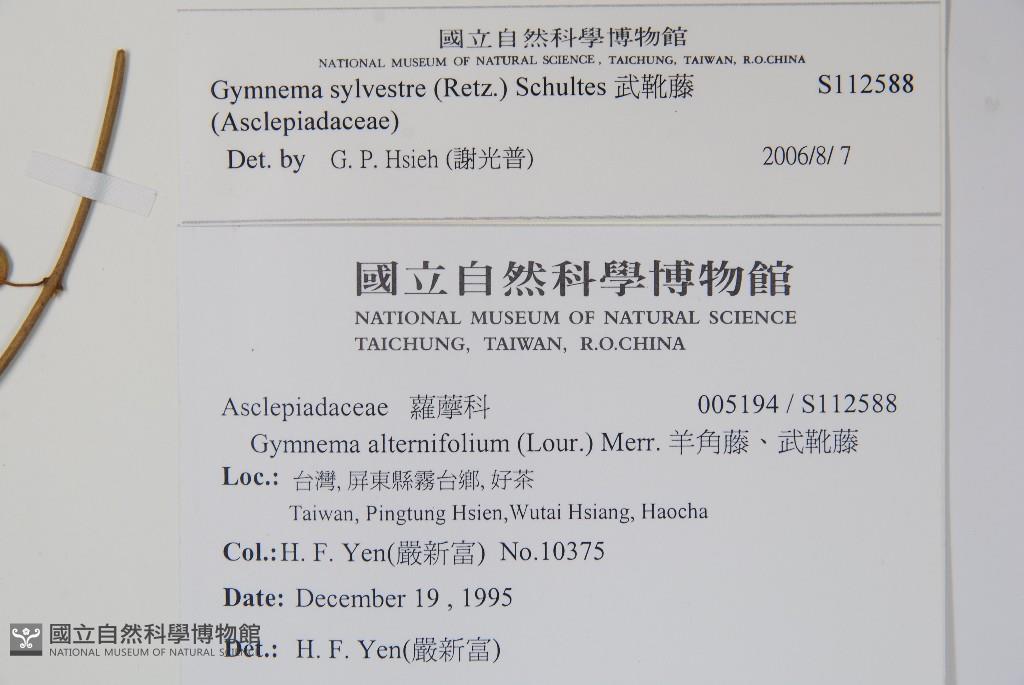 國立自然科學博物館
NATIONAL MUSEUM OF NATURAL SCIENCE , TAICHUNG, TAIWAN, R.O.CHINA
Gymnema sylvestre (Retz.) Schultes 武靴藤 S112588
(Asclepiadaceae)
Det. by G. P. Hsieh (謝光普) 2006/8/ 7
國立自然科學博物館
NATIONAL MUSEUM OF NATURAL SCIENCE
TAICHUNG, TAIWAN, R.O.CHINA
Asclepiadaceae 蘿藦科 005194 / S112588
Gymnema alternifolium (Lour.) Merr. 羊角藤、武靴藤
Loc.: 台灣, 屏東縣霧台鄉, 好茶
Taiwan, Pingtung Hsien,Wutai Hsiang, Haocha
Col.:H. F. Yen(嚴新富) No.10375
Date: December 19 , 1995
Det.: H. F. Yen(嚴新富)
國立自然科學博物館
NATIONAL MUSEUM OF NATURAL SCIENCE